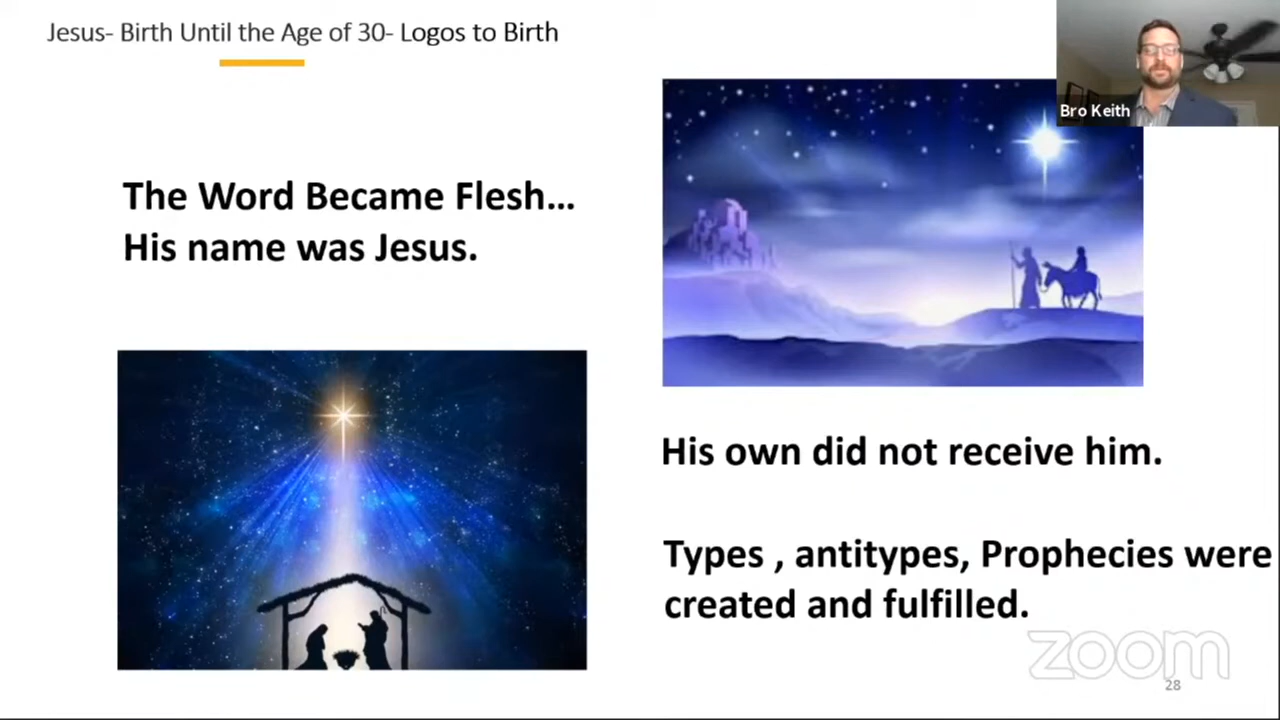 Jesus- Birth Until the Age of 30- Logos to Birth
Bro Keith
The Word Became Flesh...
His name was Jesus.
His own did not receive him.
Types , antitypes, Prophecies were
created and fulfilled.
zoom
28